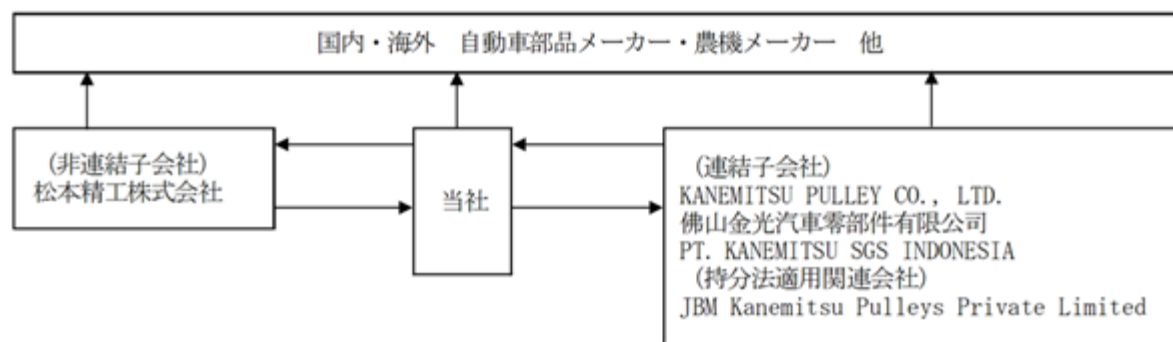 国内・海外　自動車部品メーカー・農機メーカー　他
(非連結子会社)
松本精工株式会社
当社
(連結子会社)
KANEMITSU PULLEY CO., LTD.
佛山金光汽車零部件有限公司
PT. KANEMITSU SGS INDONESIA
(持分法適用関連会社)
JBM Kanemitsu Pulleys Private Limited